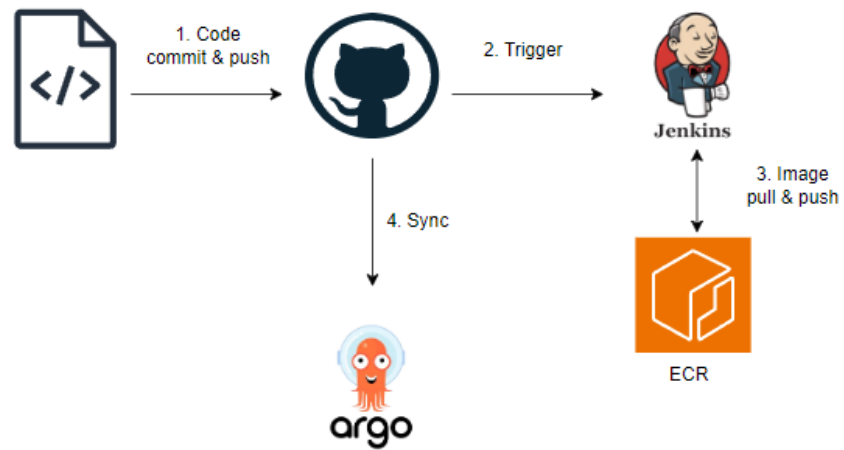 1. Code
commit & push
2. Trigger
</>
Jenkins
3. Image
pull & push
4. Sync
ECR
argo